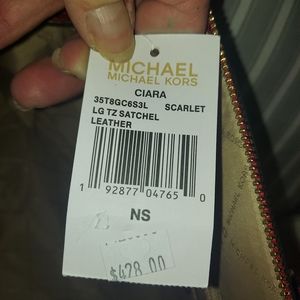 MICHAEL
MICHAEL KORS
CIARA
35T8GC6S3L SCARLET
LG TZ SATCHEL
LEATHER
1 92877 04765 0
NS
$428.00